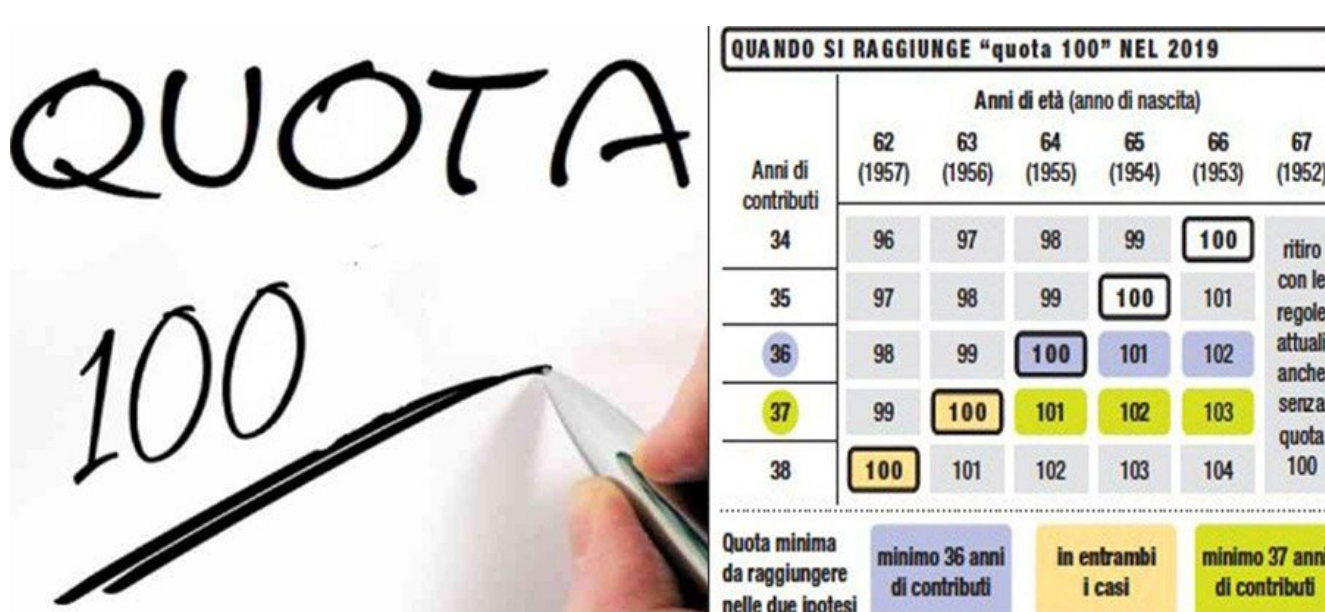 QUOTA
100
QUANDO SI RAGGIUNGE “quota 100” NEL 2019
Anni di età (anno di nascita)
Anni di
contributi
62 63 64 65 66 67
(1957) (1956) (1955) (1954) (1953) (1952)
34 96 97 98 99 100
35 97 98 99 100 101
36 98 99 100 101 102
37 99 100 101 102 103
38 100 101 102 103 104
ritiro
con le
regole
attuali
anche
senza
quota
100
Quota minima
da raggiungere
nelle due ipotesi
minimo 36 anni
di contributi
in entrambi
i casi
minimo 37 anni
di contributi